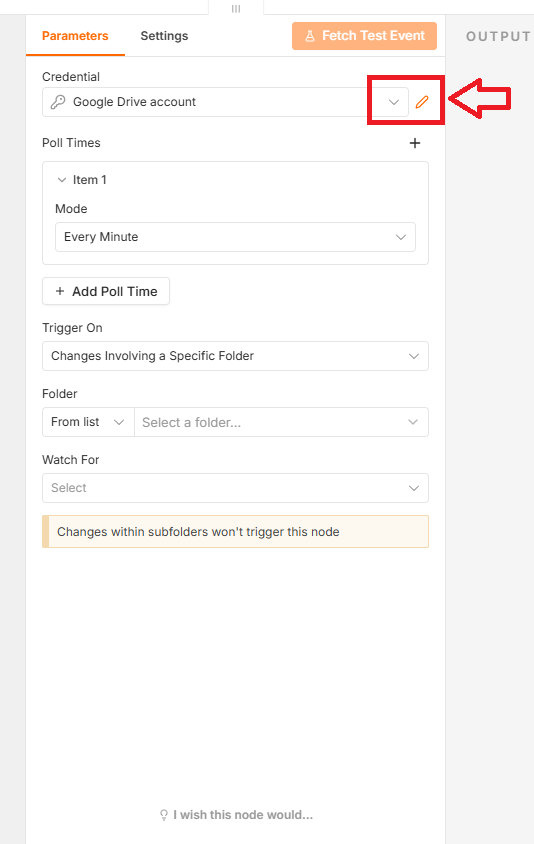 Parameters
Settings
Fetch Test Event
OUTPUT
Credential
Google Drive account
Poll Times
Item 1
Mode
Every Minute
Add Poll Time
Trigger On
Changes Involving a Specific Folder
Folder
From list
Select a folder...
Watch For
Select
Changes within subfolders won't trigger this node
I wish this node would...